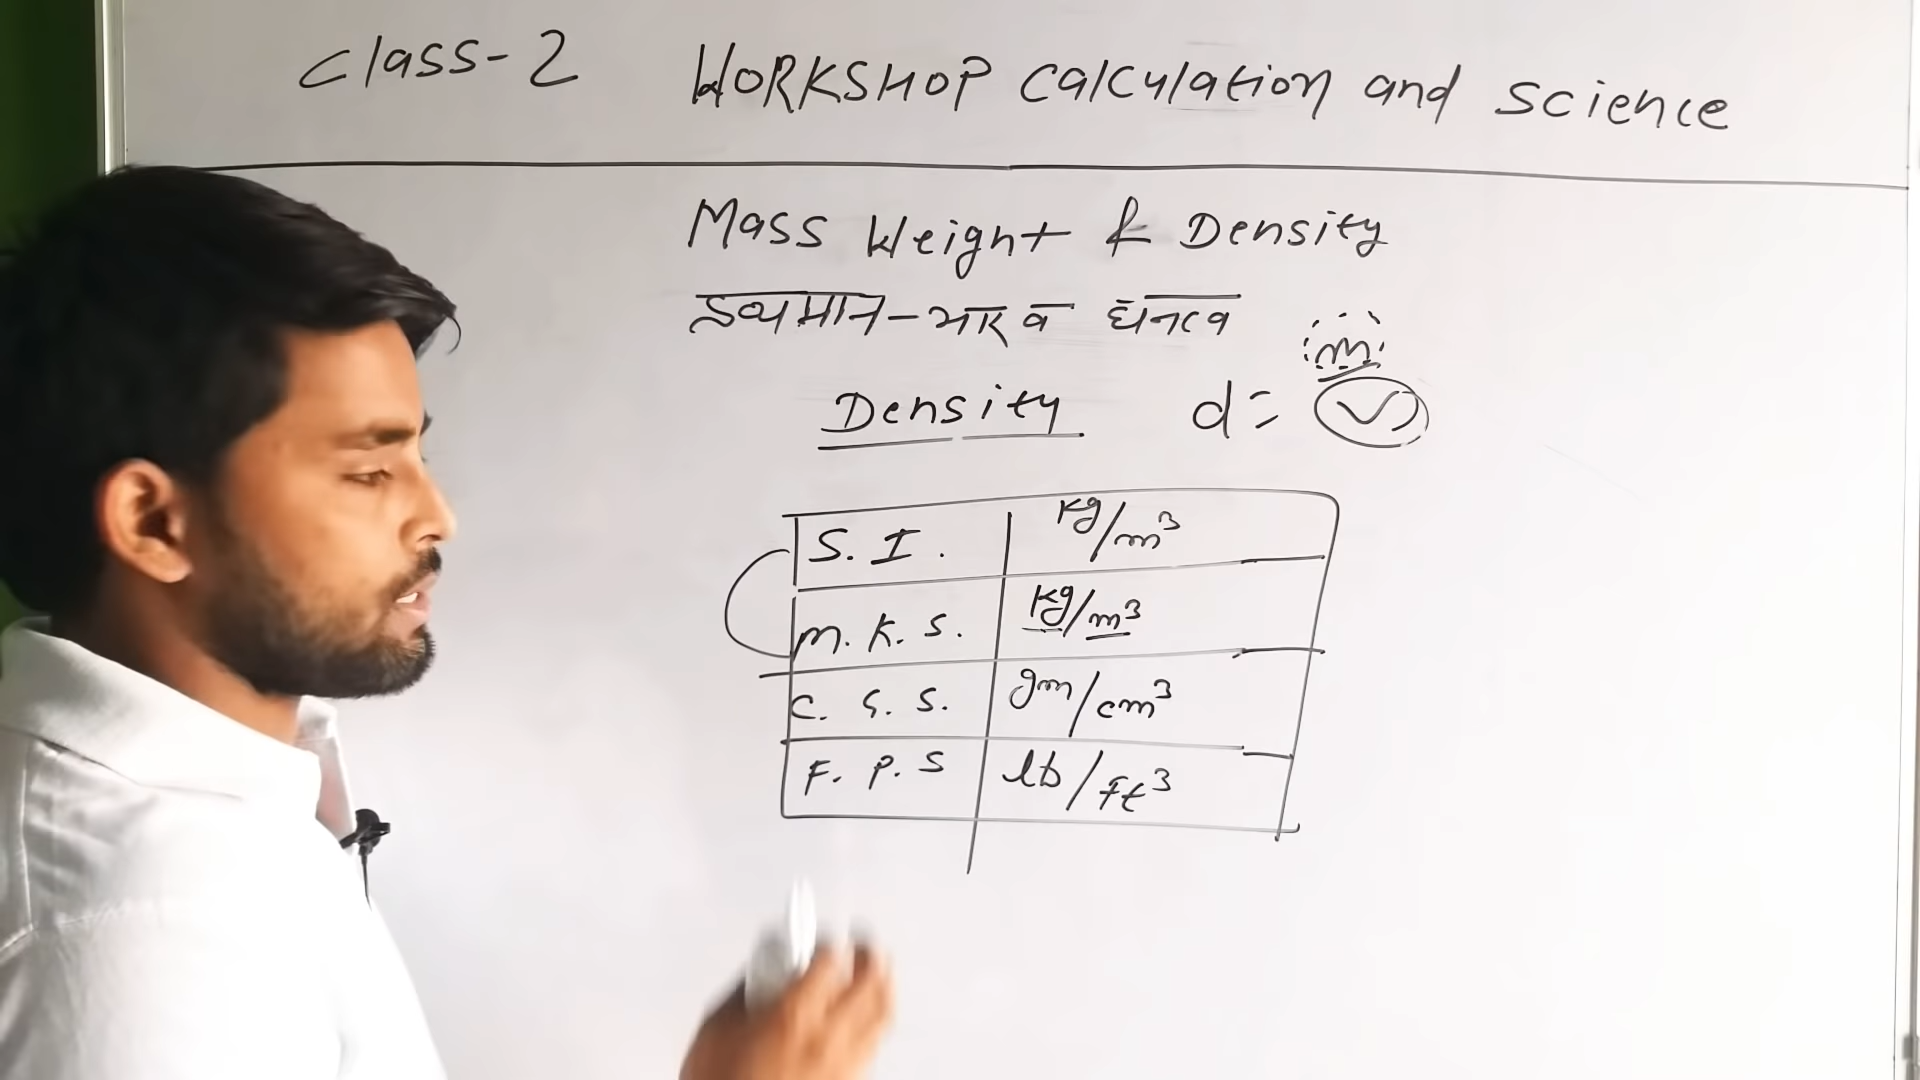 Class-2 WORKSHOP Calculation and Science
Mass Weight & Density
द्रव्यमान-भार व घनत्व
Density d = m/V
S. I. kg/m³
M. K. S. kg/m³
C. G. S. gm/cm³
F. P. S lb/Ft³